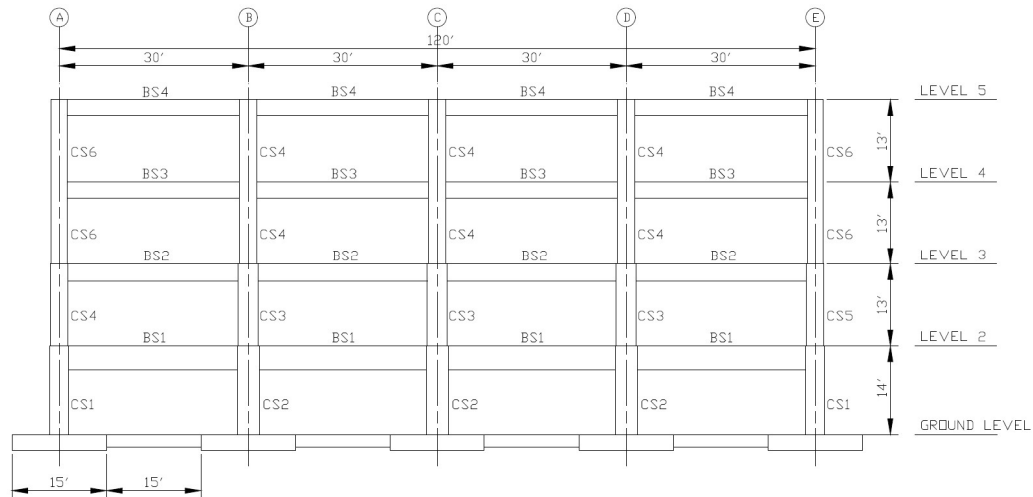 A B C D E
120'
30' 30' 30' 30'
BS4 BS4 BS4 BS4 LEVEL 5
CS6 CS4 CS4 CS4 CS6 13'
BS3 BS3 BS3 BS3 LEVEL 4
CS6 CS4 CS4 CS4 CS6 13'
BS2 BS2 BS2 BS2 LEVEL 3
CS4 CS3 CS3 CS3 CS5 13'
BS1 BS1 BS1 BS1 LEVEL 2
CS1 CS2 CS2 CS2 CS1 14'
GROUND LEVEL
15' 15'